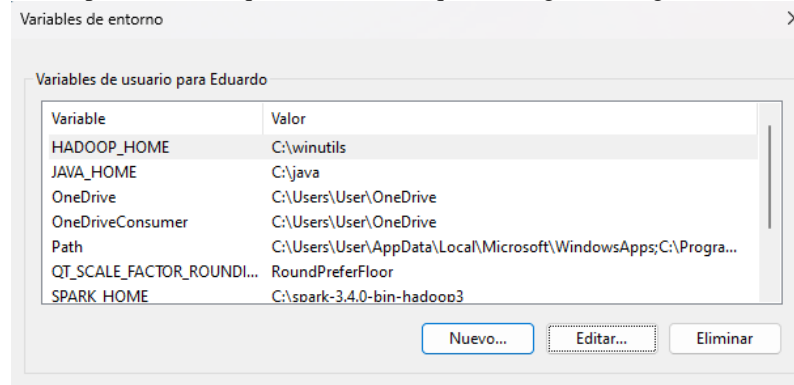 Variables de entorno
Variables de usuario para Eduardo
Variable Valor
HADOOP_HOME C:\winutils
JAVA_HOME C:\java
OneDrive C:\Users\User\OneDrive
OneDriveConsumer C:\Users\User\OneDrive
Path C:\Users\User\AppData\Local\Microsoft\WindowsApps;C:\Progra...
QT_SCALE_FACTOR_ROUNDI... RoundPreferFloor
SPARK_HOME C:\spark-3.4.0-bin-hadoop3
Nuevo... Editar... Eliminar